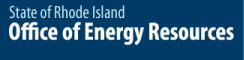 State of Rhode Island
Office of Energy Resources